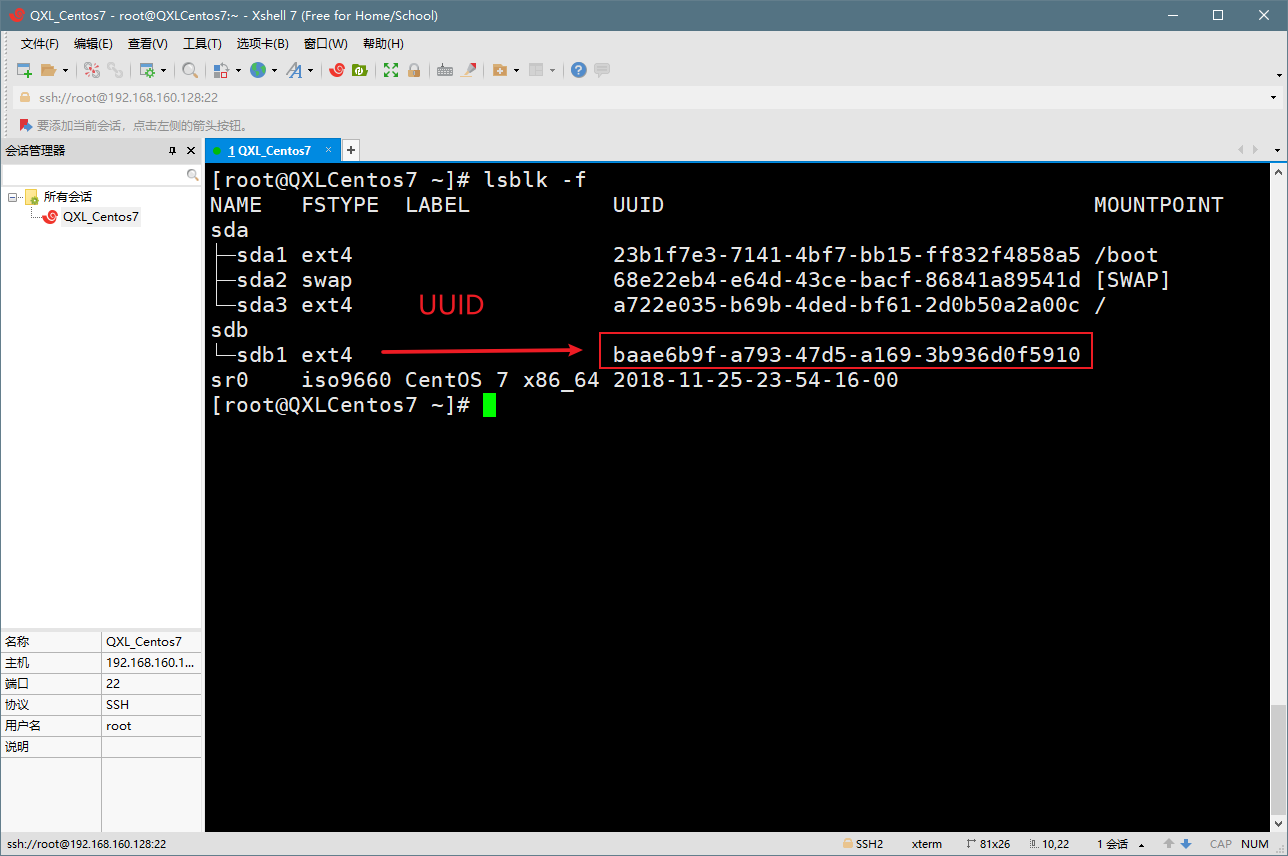 QXL_Centos7 - root@QXLCentos7:~ - Xshell 7 (Free for Home/School)
文件(F) 编辑(E) 查看(V) 工具(T) 选项卡(B) 窗口(W) 帮助(H)
ssh://root@192.168.160.128:22
要添加当前会话，点击左侧的箭头按钮。
会话管理器
所有会话
QXL_Centos7
名称 QXL_Centos7
主机 192.168.160.1...
端口 22
协议 SSH
用户名 root
说明
1 QXL_Centos7
[root@QXLCentos7 ~]# lsblk -f
NAME FSTYPE LABEL UUID MOUNTPOINT
sda
├─sda1 ext4 23b1f7e3-7141-4bf7-bb15-ff832f4858a5 /boot
├─sda2 swap 68e22eb4-e64d-43ce-bacf-86841a89541d [SWAP]
└─sda3 ext4 a722e035-b69b-4ded-bf61-2d0b50a2a00c /
UUID
sdb
└─sdb1 ext4 baae6b9f-a793-47d5-a169-3b936d0f5910
sr0 iso9660 CentOS 7 x86_64 2018-11-25-23-54-16-00
[root@QXLCentos7 ~]#
ssh://root@192.168.160.128:22 SSH2 xterm 81x26 10,22 1 会话 CAP NUM